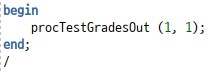 begin
    procTestGradesOut (1, 1);
end;
/